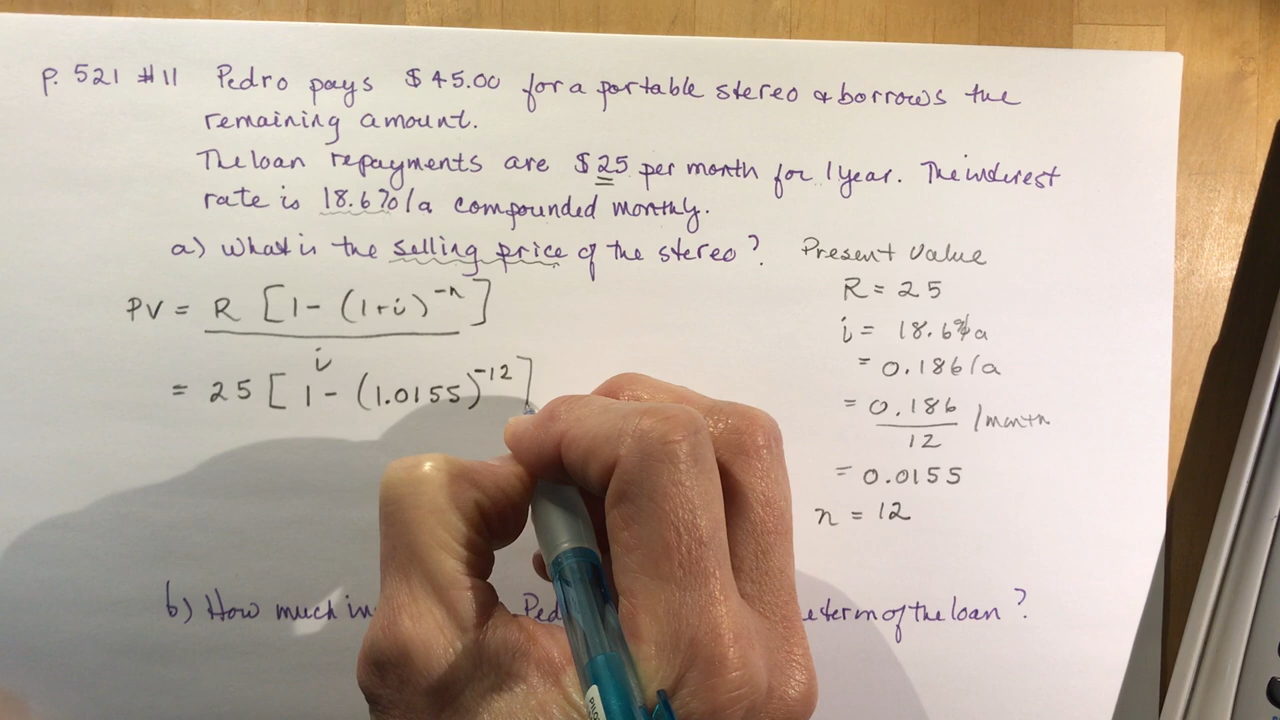 p. 521 #11 Pedro pays $45.00 for a portable stereo & borrows the
remaining amount.
The loan repayments are $25 per month for 1 year. The interest
rate is 18.6%/a compounded monthly.
a) What is the selling price of the stereo?
PV = R [1 - (1+i)^-n]
i
= 25 [ 1 - (1.0155)^-12 ]
Present Value
R = 25
i = 18.6%/a
= 0.186/a
= 0.186 /month
12
= 0.0155
n = 12
b) How much in Ped term of the loan?
PILOT